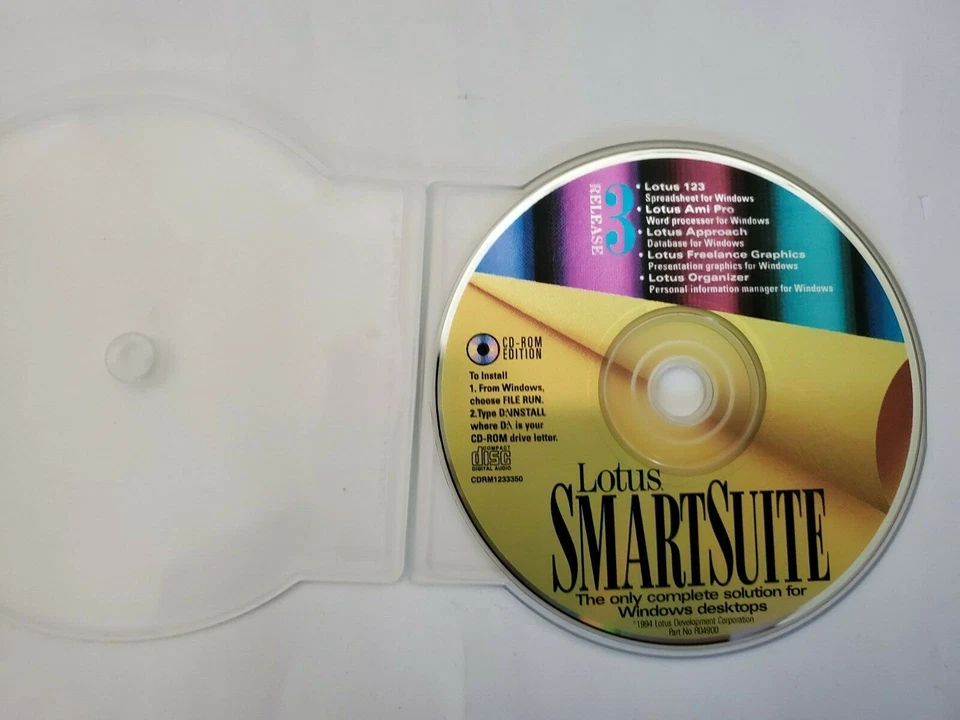 RELEASE 3
• Lotus 123
Spreadsheet for Windows
• Lotus Ami Pro
Word processor for Windows
• Lotus Approach
Database for Windows
• Lotus Freelance Graphics
Presentation graphics for Windows
• Lotus Organizer
Personal information manager for Windows
CD-ROM
EDITION
To Install
1. From Windows,
choose FILE RUN.
2.Type D:\INSTALL
where D:\ is your
CD-ROM drive letter.
COMPACT
disc
DIGITAL AUDIO
CDRM1233350
Lotus
SMARTSUITE
The only complete solution for
Windows desktops
©1994 Lotus Development Corporation
Part No R04900